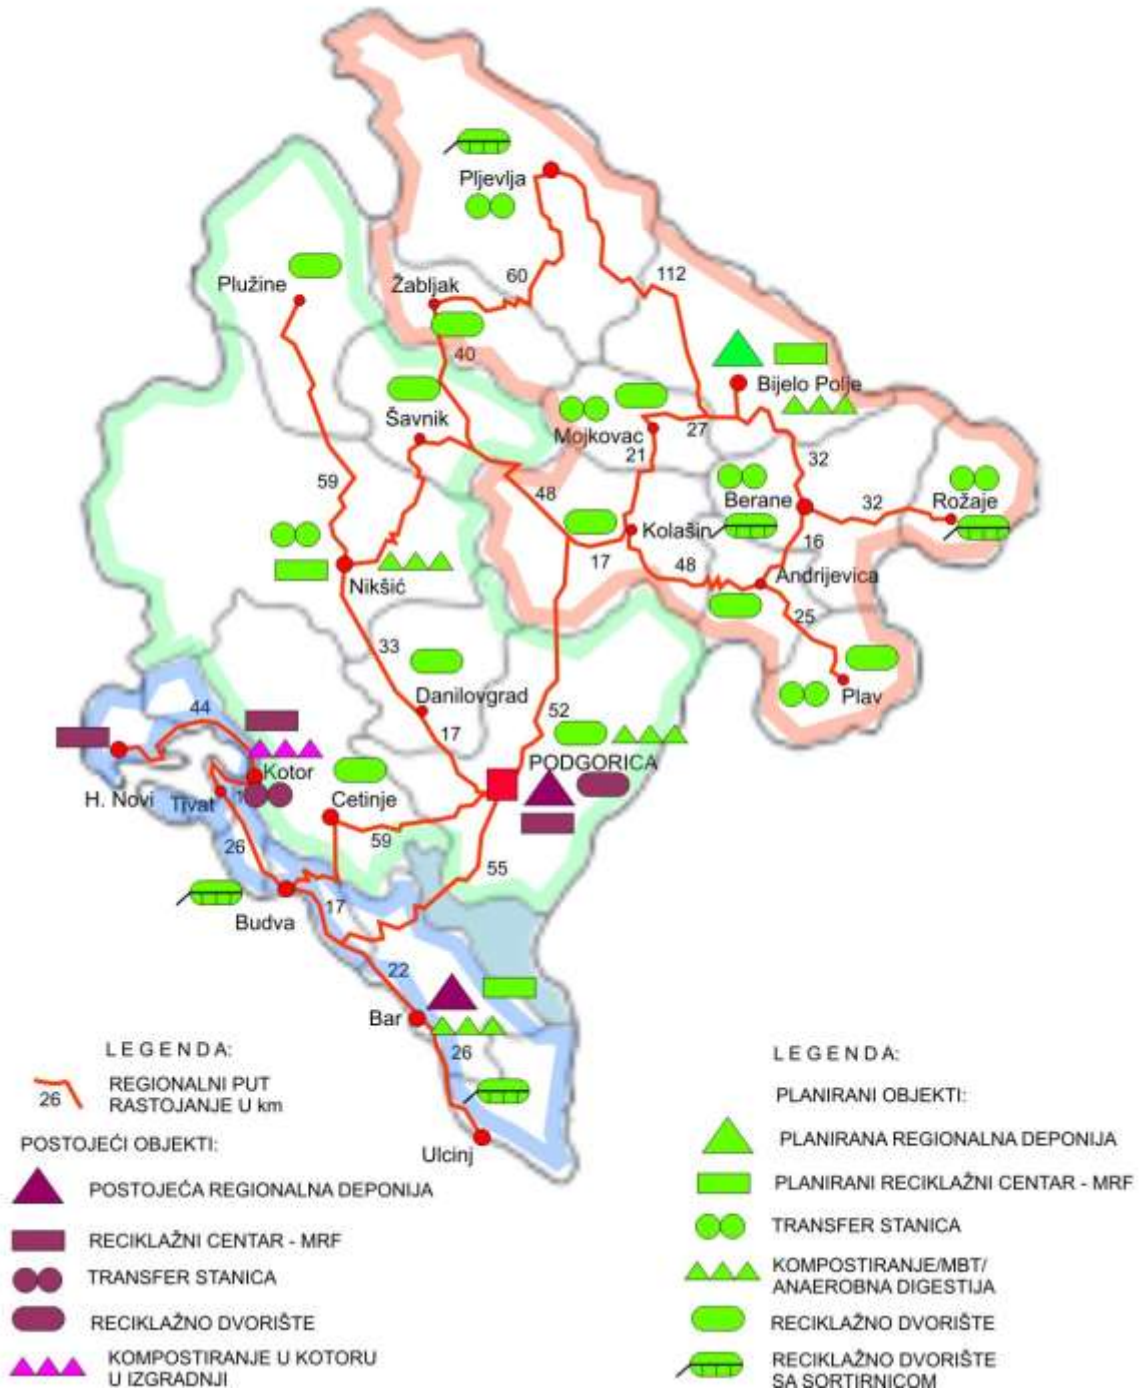 Pljevlja
Plužine
Žabljak
60
112
40
Bijelo Polje
Šavnik
Mojkovac
27
21
32
59
48
Berane
32
Rožaje
Kolašin
17
16
48
Andrijevica
Nikšić
25
33
Danilovgrad
Plav
44
17
52
PODGORICA
Kotor
H. Novi
Tivat
Cetinje
59
26
55
Budva
17
22
Bar
26
Ulcinj
L E G E N D A:
26
REGIONALNI PUT
RASTOJANJE U km
POSTOJEĆI OBJEKTI:
POSTOJEĆA REGIONALNA DEPONIJA
RECIKLAŽNI CENTAR - MRF
TRANSFER STANICA
RECIKLAŽNO DVORIŠTE
KOMPOSTIRANJE U KOTORU
U IZGRADNJI
L E G E N D A:
PLANIRANI OBJEKTI:
PLANIRANA REGIONALNA DEPONIJA
PLANIRANI RECIKLAŽNI CENTAR - MRF
TRANSFER STANICA
KOMPOSTIRANJE/MBT/
ANAEROBNA DIGESTIJA
RECIKLAŽNO DVORIŠTE
RECIKLAŽNO DVORIŠTE
SA SORTIRNICOM